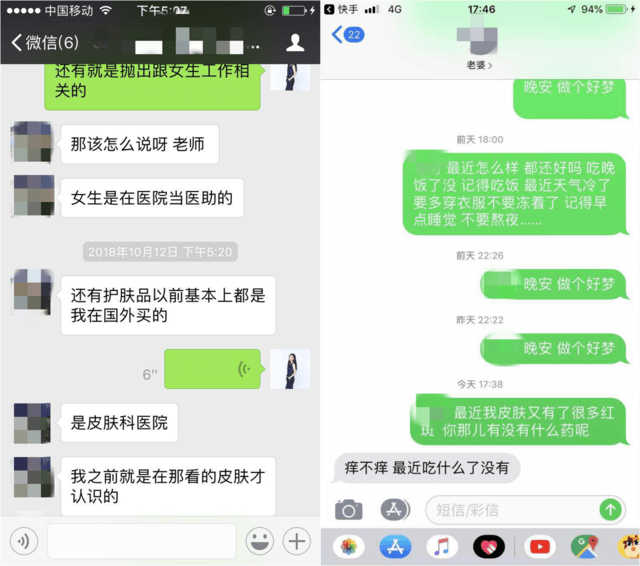 中国移动
下午5:07
微信(6)
...
还有就是抛出跟女生工作相
关的
那该怎么说呀 老师
女生是在医院当医助的
2018年10月12日 下午5:20
还有护肤品以前基本上都是
我在国外买的
6"
是皮肤科医院
我之前就是在那看的皮肤才
认识的
快手
4G
17:46
94%
22
老婆 >
晚安 做个好梦
前天 18:00
最近怎么样 都还好吗 吃晚
饭了没 记得吃饭 最近天气冷了
要多穿衣服不要冻着了 记得早
点睡觉 不要熬夜......
前天 22:26
晚安 做个好梦
昨天 22:22
晚安 做个好梦
今天 17:38
最近我皮肤又有了很多红
斑 你那儿有没有什么药呢
痒不痒 最近吃什么了没有
短信/彩信